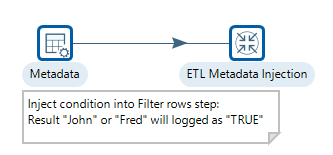 Metadata
ETL Metadata Injection
Inject condition into Filter rows step:
Result "John" or "Fred" will logged as "TRUE"